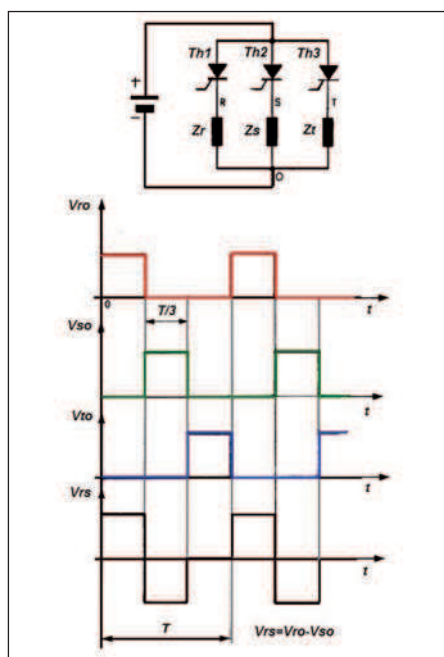 Th1 Th2 Th3
+
-
R S T
Zr Zs Zt
O
Vro
0 T/3 t
Vso
t
Vto
t
Vrs
t
T Vrs=Vro-Vso